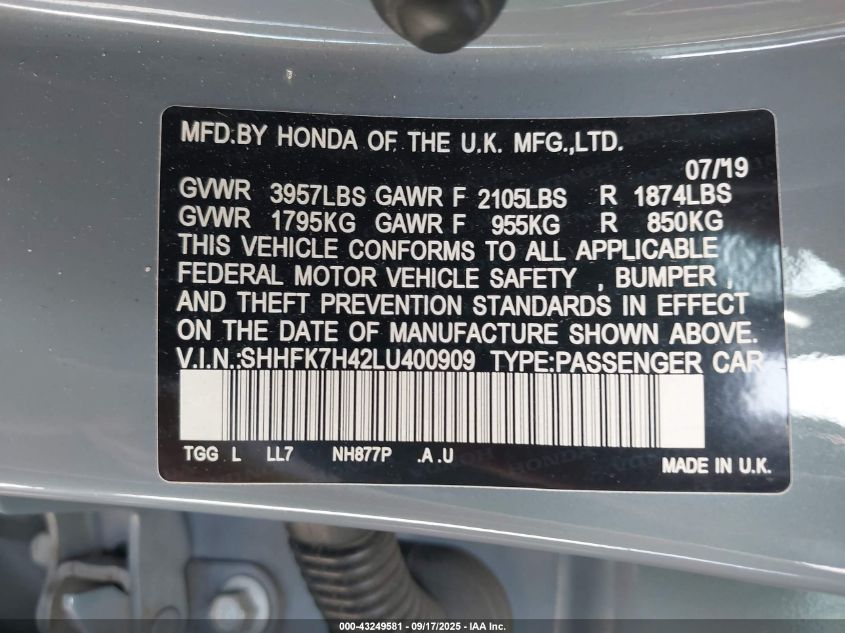 MFD.BY HONDA OF THE U.K. MFG.,LTD.
07/'19
GVWR 3957LBS GAWR F 2105LBS R 1874LBS
GVWR 1795KG GAWR F 955KG R 850KG
THIS VEHICLE CONFORMS TO ALL APPLICABLE
FEDERAL MOTOR VEHICLE SAFETY , BUMPER ,
AND THEFT PREVENTION STANDARDS IN EFFECT
ON THE DATE OF MANUFACTURE SHOWN ABOVE.
V.I.N.:SHHFK7H42LU400909 TYPE:PASSENGER CAR
TGG L LL7 NH877P .A .U
MADE IN U.K.
000-43249581 - 09/17/2025 - IAA Inc.